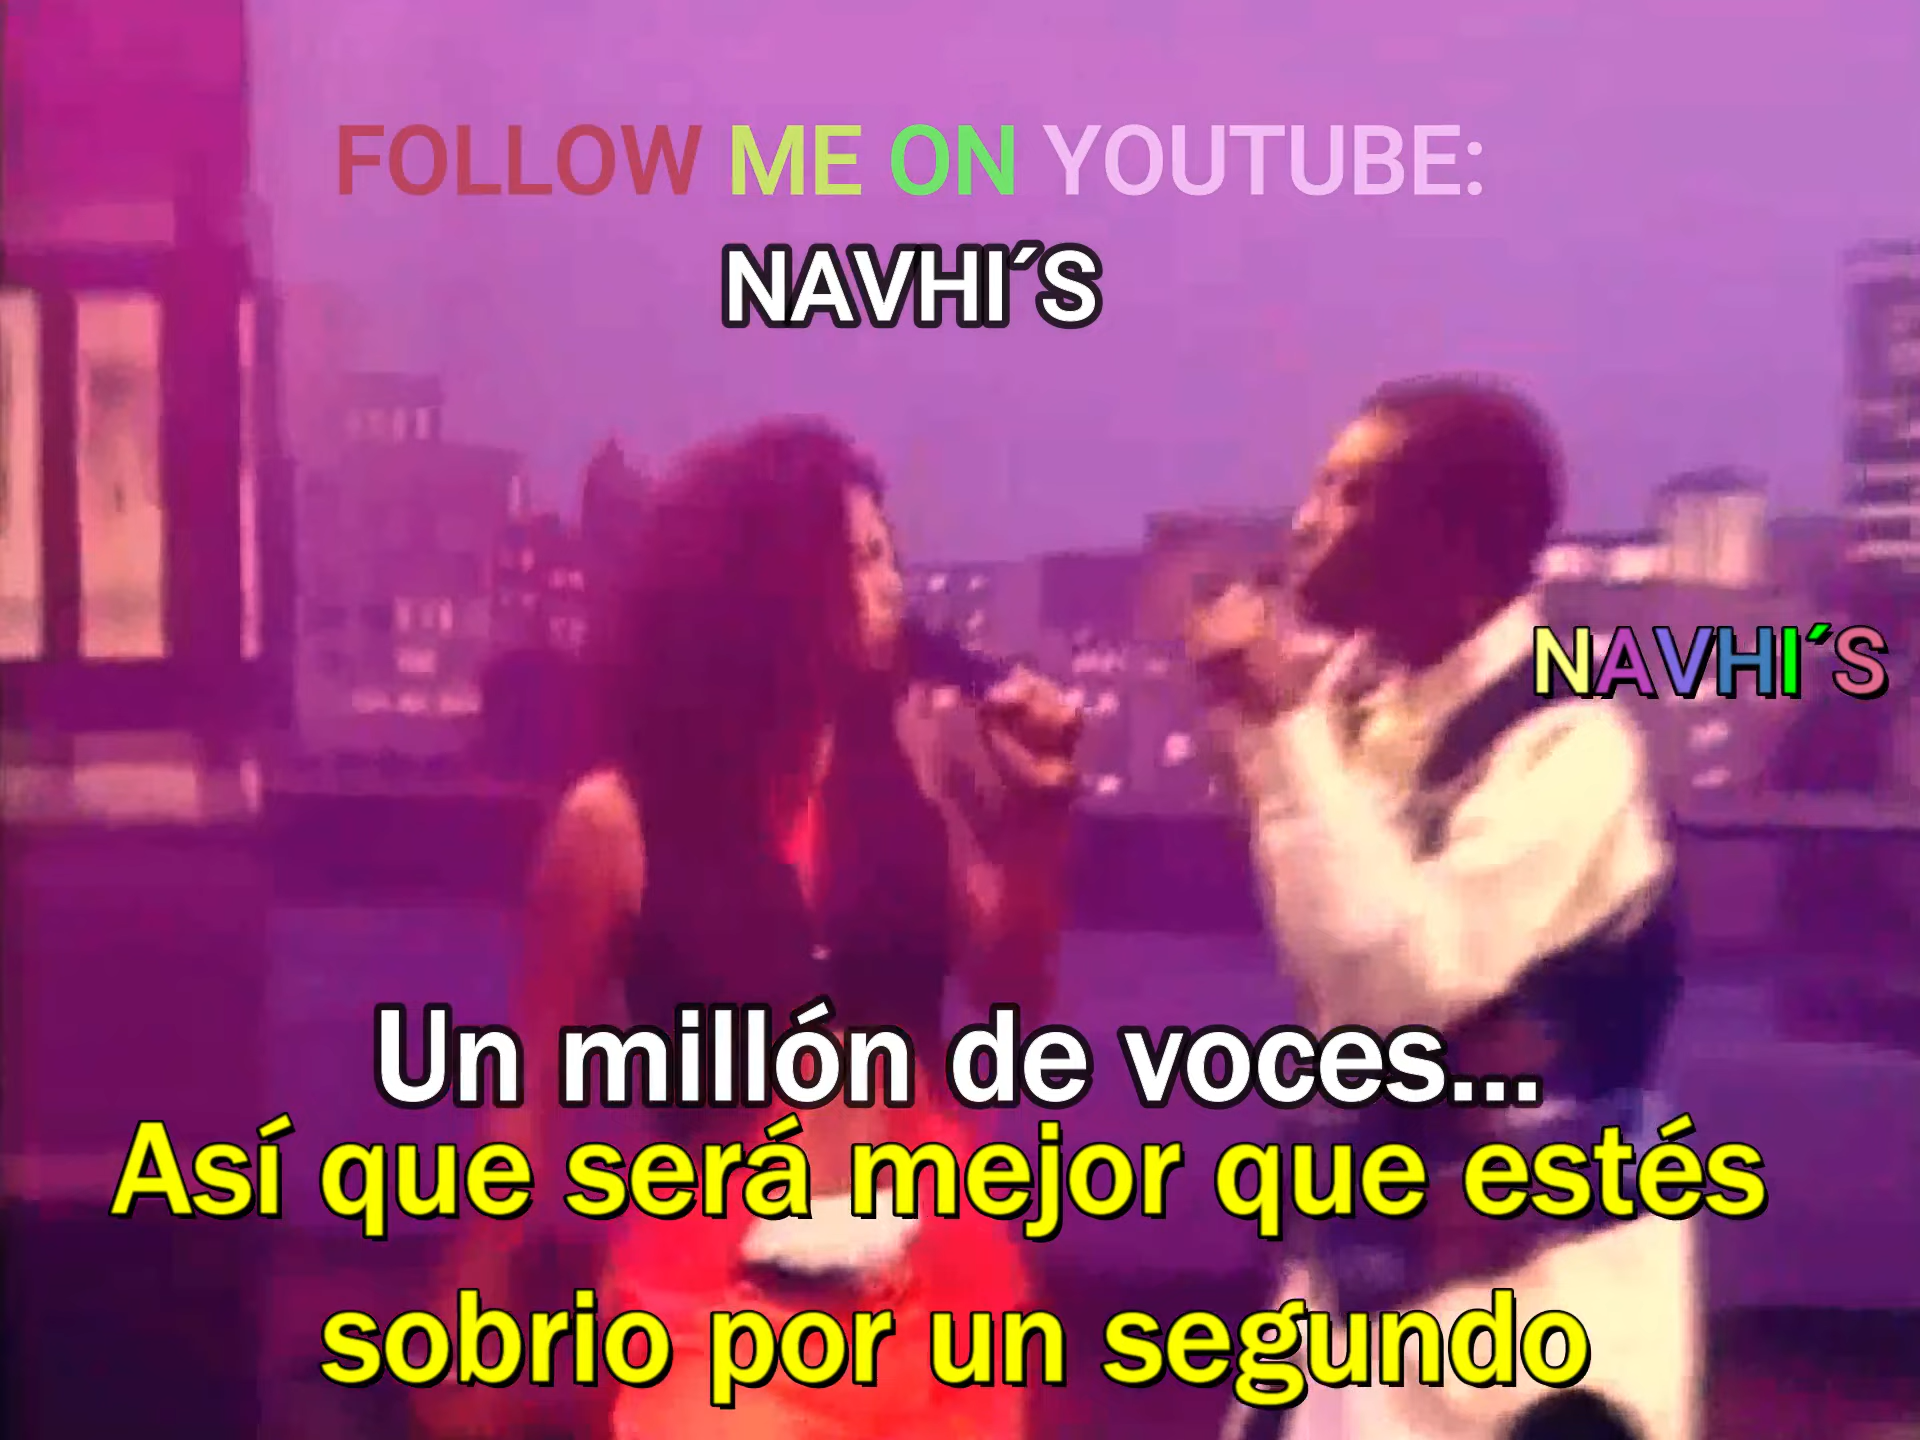 FOLLOW ME ON YOUTUBE:
NAVHI´S
NAVHI´S
Un millón de voces...
Así que será mejor que estés
sobrio por un segundo